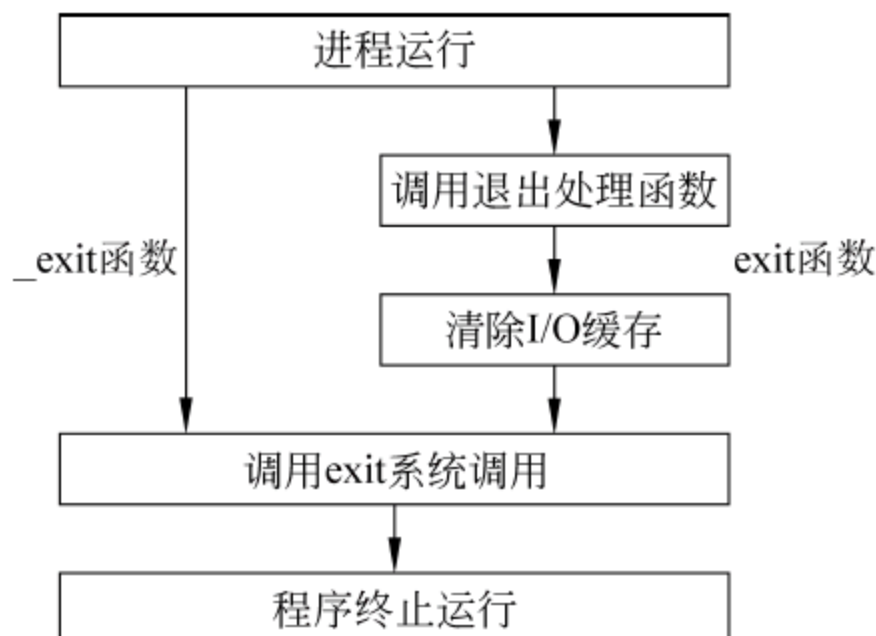 进程运行
调用退出处理函数
_exit函数
exit函数
清除I/O缓存
调用exit系统调用
程序终止运行